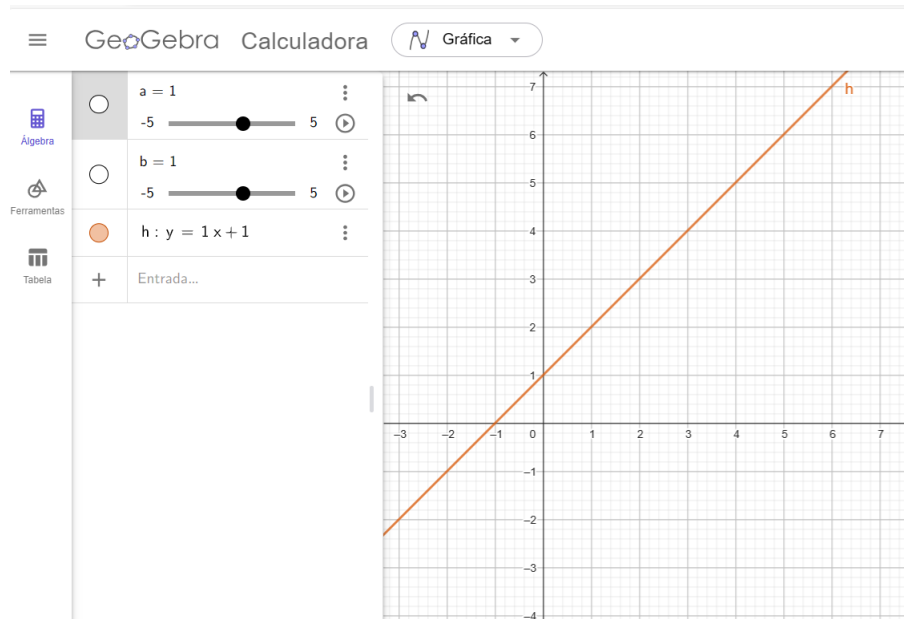 GeoGebra Calculadora Gráfica
a = 1
-5 5
Álgebra
b = 1
-5 5
Ferramentas
h : y = 1 x + 1
Tabela
+ Entrada...
h
7
6
5
4
3
2
1
–3 –2 –1 0 1 2 3 4 5 6 7
–1
–2
–3
–4